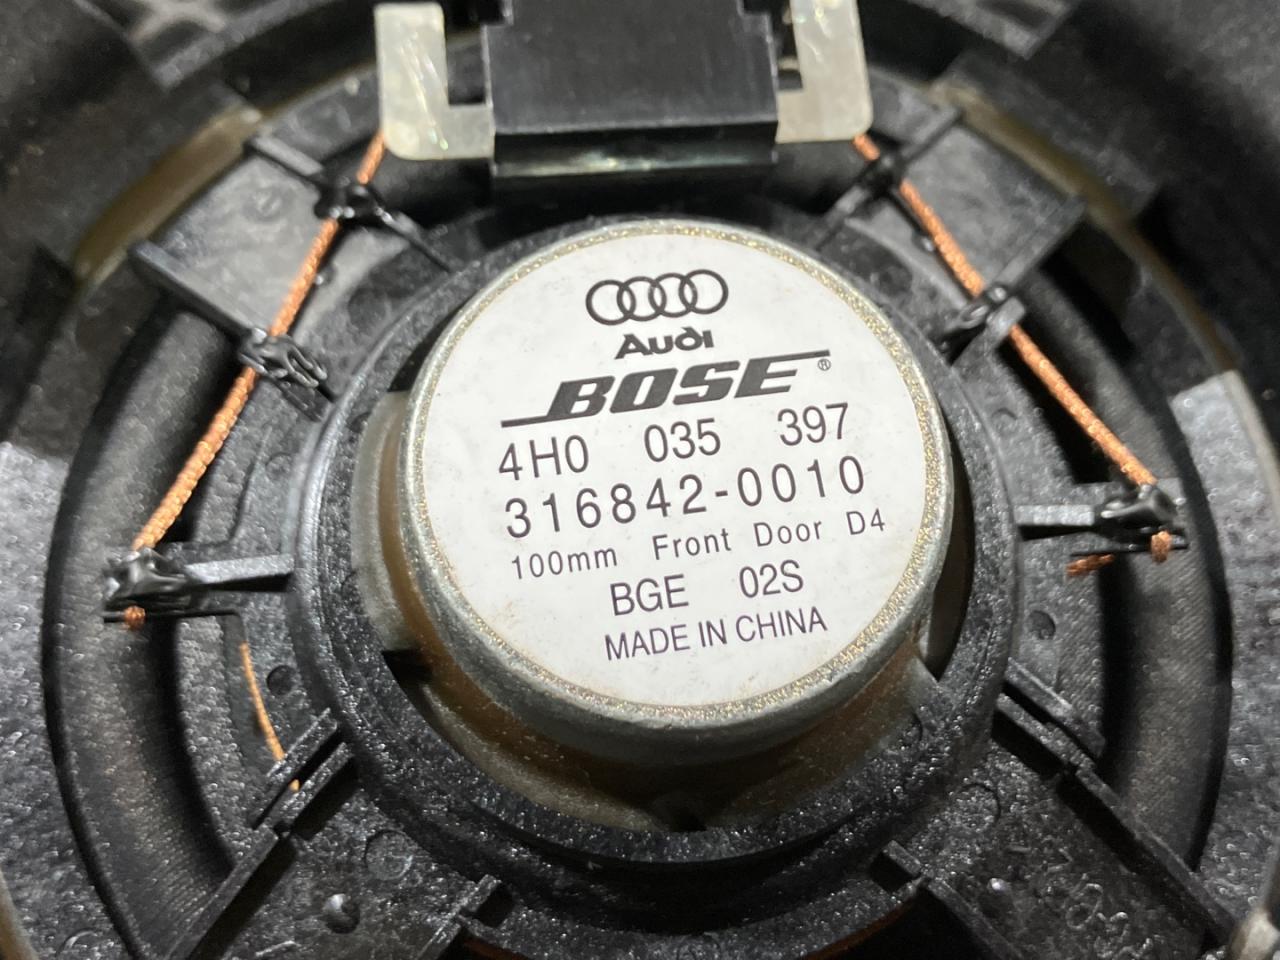 Audi
BOSE®
4H0 035 397
316842-0010
100mm Front Door D4
BGE 02S
MADE IN CHINA